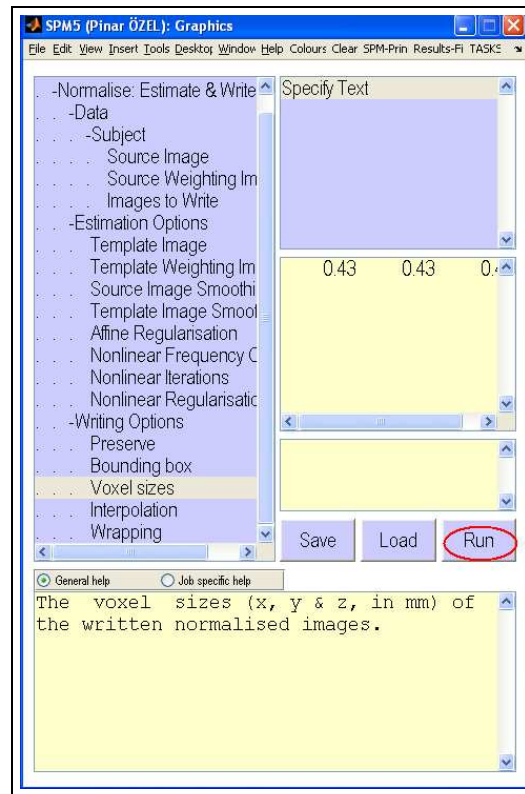 SPM5 (Pinar ÖZEL): Graphics
File Edit View Insert Tools Desktop Window Help Colours Clear SPM-Prin Results-Fi TASKS
-Normalise: Estimate & Write
. . -Data
. . . -Subject
. . . . Source Image
. . . . Source Weighting Im
. . . . Images to Write
. . -Estimation Options
. . . Template Image
. . . Template Weighting Im
. . . Source Image Smoothi
. . . Template Image Smoot
. . . Affine Regularisation
. . . Nonlinear Frequency C
. . . Nonlinear Iterations
. . . Nonlinear Regularisatic
. . -Writing Options
. . . Preserve
. . . Bounding box
. . . Voxel sizes
. . . Interpolation
. . . Wrapping
Specify Text
0.43 0.43 0.
Save Load Run
General help Job specific help
The voxel sizes (x, y & z, in mm) of
the written normalised images.